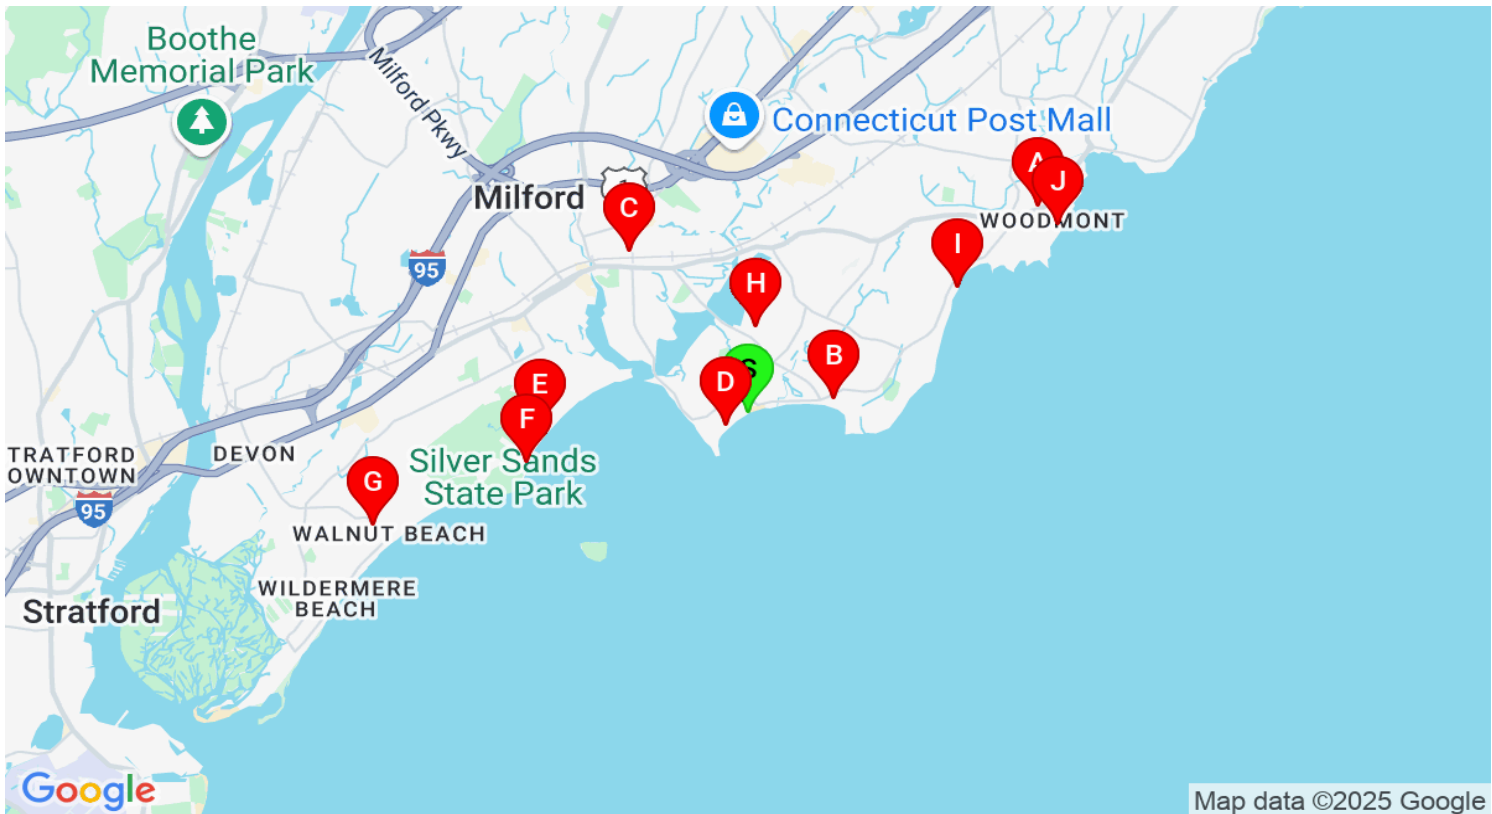 Boothe
Memorial Park
Milford Pkwy
Connecticut Post Mall
A
J
Milford
C
WOODMONT
I
95
H
B
S
D
E
F
DEVON
TRATFORD
OWNTOWN
Silver Sands
State Park
G
95
WALNUT BEACH
WILDERMERE
BEACH
Stratford
Google
Map data ©2025 Google